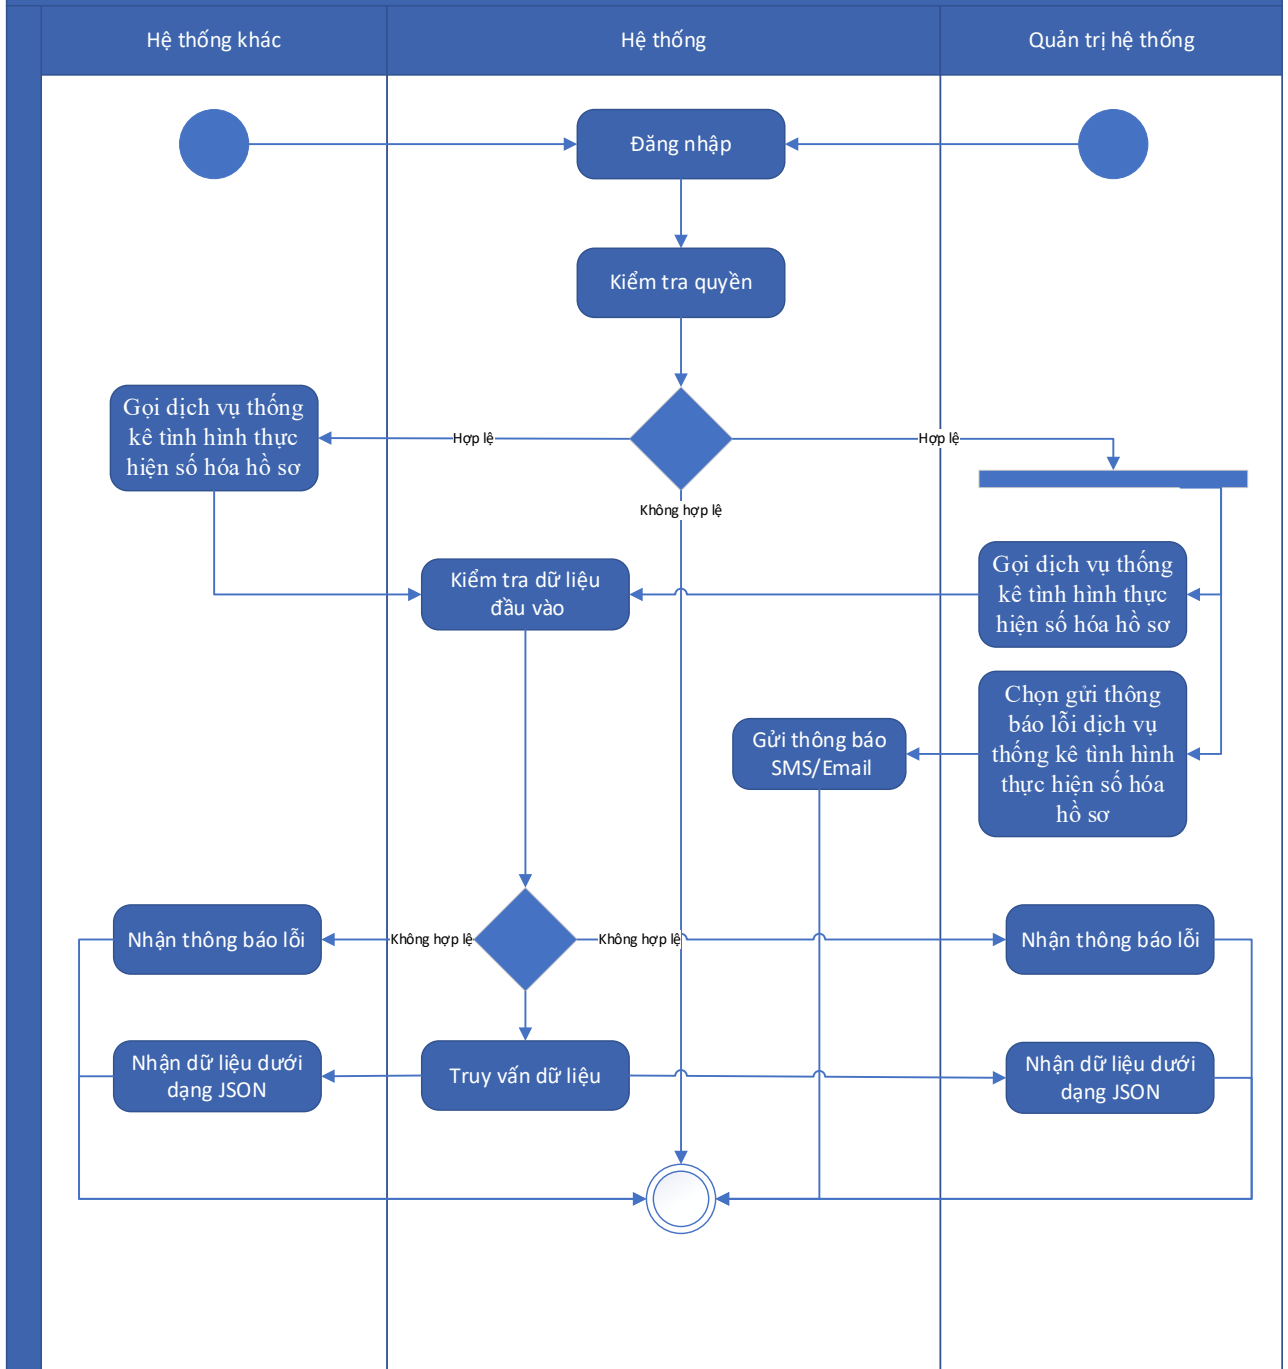 Hệ thống khác
Hệ thống
Quản trị hệ thống
Đăng nhập
Kiểm tra quyền
Gọi dịch vụ thống
kê tình hình thực
hiện số hóa hồ sơ
Hợp lệ
Hợp lệ
Không hợp lệ
Kiểm tra dữ liệu
đầu vào
Gọi dịch vụ thống
kê tình hình thực
hiện số hóa hồ sơ
Gửi thông báo
SMS/Email
Chọn gửi thông
báo lỗi dịch vụ
thống kê tình hình
thực hiện số hóa
hồ sơ
Nhận thông báo lỗi
Không hợp lệ
Không hợp lệ
Nhận thông báo lỗi
Nhận dữ liệu dưới
dạng JSON
Truy vấn dữ liệu
Nhận dữ liệu dưới
dạng JSON